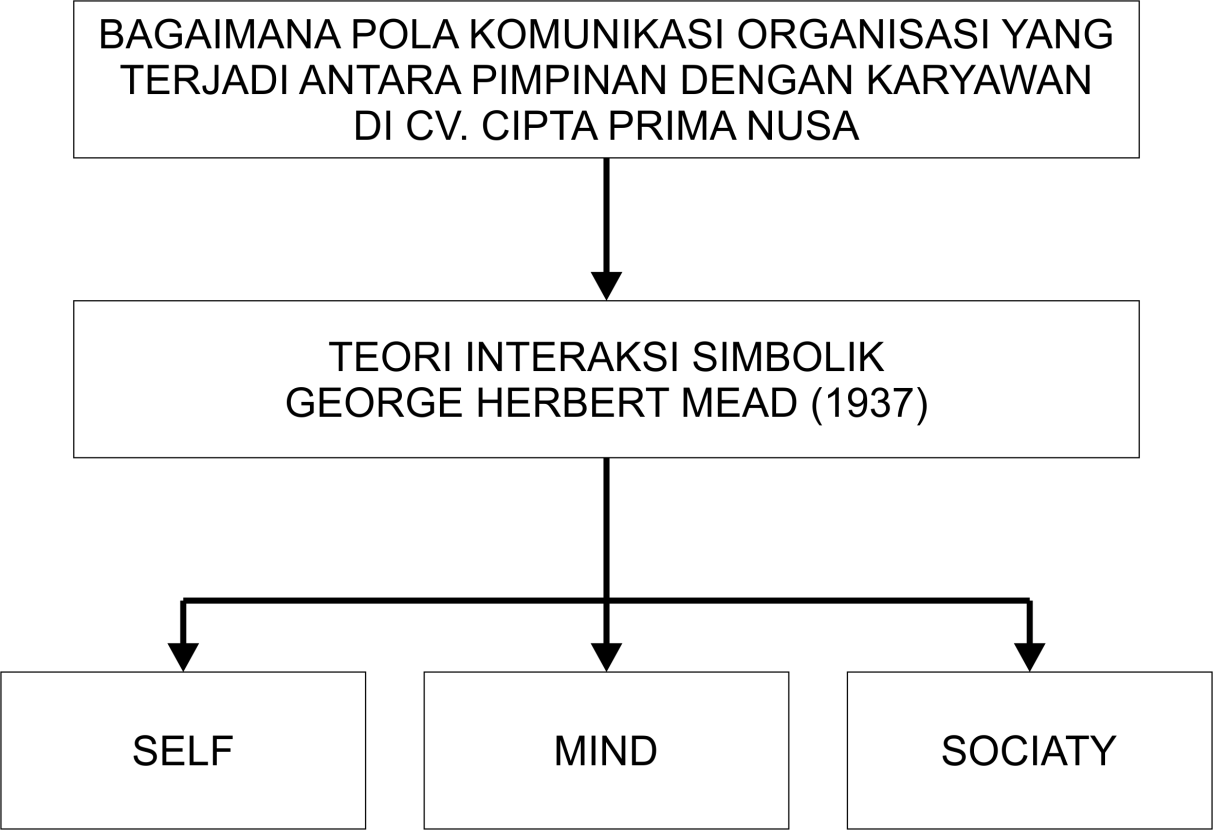 BAGAIMANA POLA KOMUNIKASI ORGANISASI YANG
TERJADI ANTARA PIMPINAN DENGAN KARYAWAN
DI CV. CIPTA PRIMA NUSA
TEORI INTERAKSI SIMBOLIK
GEORGE HERBERT MEAD (1937)
SELF
MIND
SOCIATY